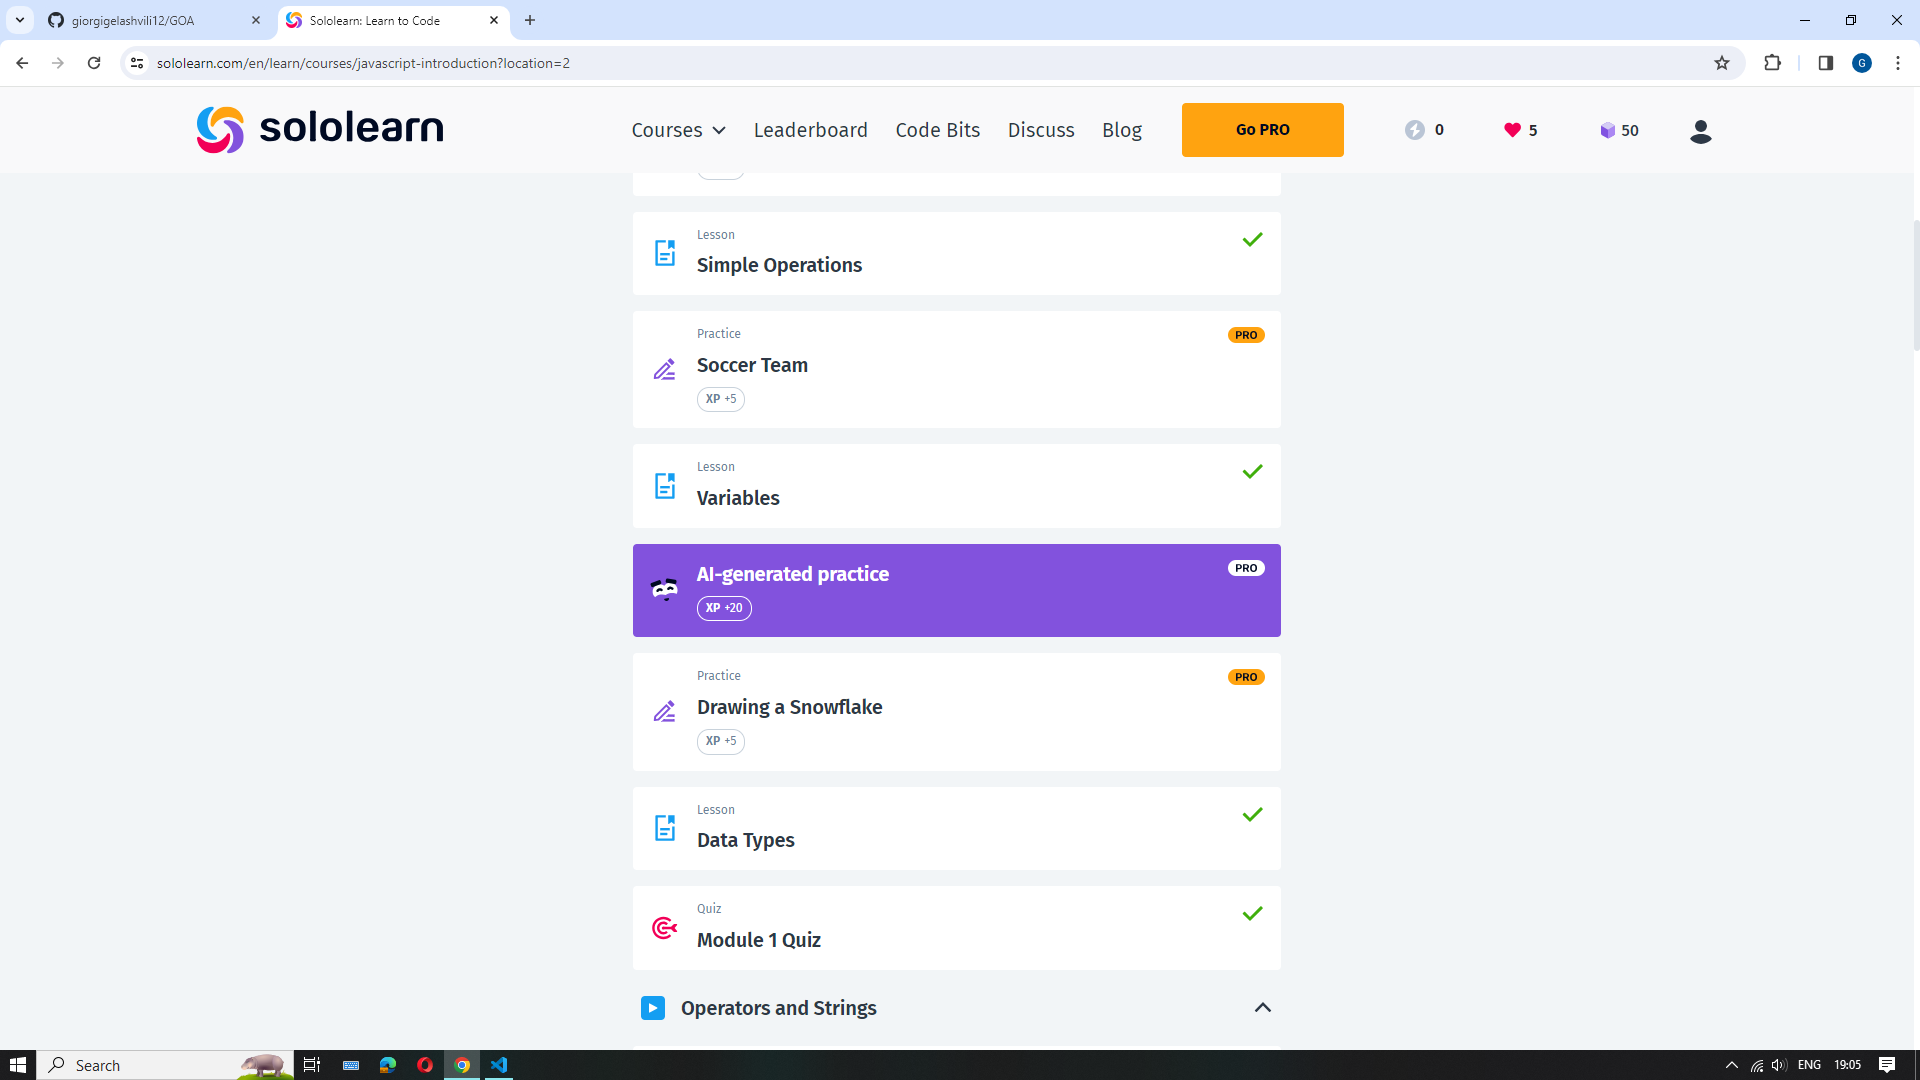 giorgigelashvili12/GOA
Sololearn: Learn to Code
sololearn.com/en/learn/courses/javascript-introduction?location=2
G
sololearn
Courses
Leaderboard
Code Bits
Discuss
Blog
Go PRO
0
5
50
Lesson
Simple Operations
Practice
PRO
Soccer Team
XP +5
Lesson
Variables
AI-generated practice
PRO
XP +20
Practice
PRO
Drawing a Snowflake
XP +5
Lesson
Data Types
Quiz
Module 1 Quiz
Operators and Strings
Search
ENG
19:05